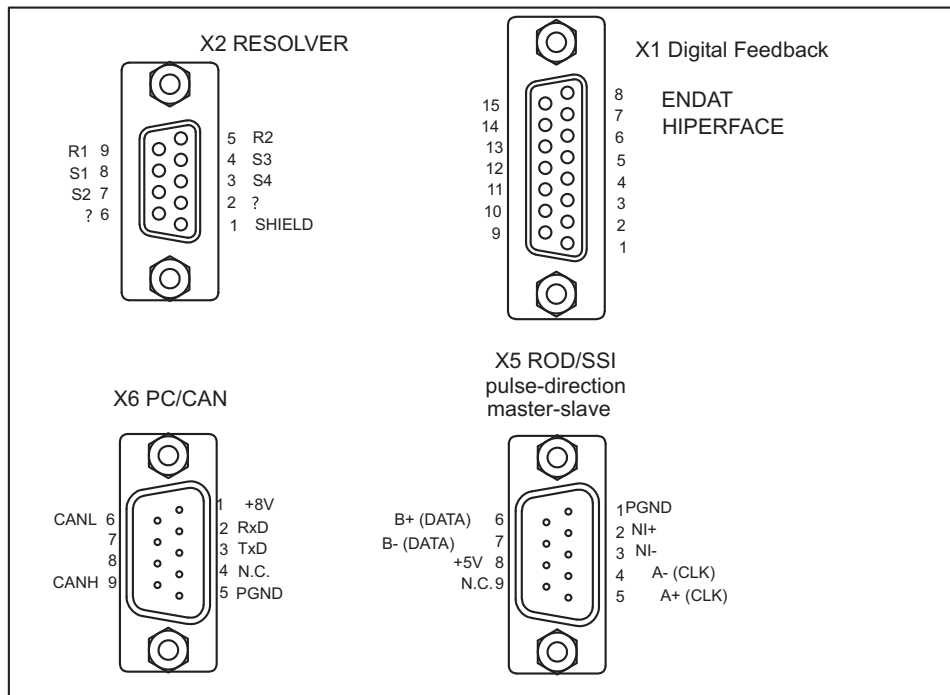 X2 RESOLVER
R1 9
S1 8
S2 7
? 6
5 R2
4 S3
3 S4
2 ?
1 SHIELD
X1 Digital Feedback
ENDAT
HIPERFACE
15
14
13
12
11
10
9
8
7
6
5
4
3
2
1
X6 PC/CAN
CANL 6
7
8
CANH 9
1 +8V
2 RxD
3 TxD
4 N.C.
5 PGND
X5 ROD/SSI
pulse-direction
master-slave
B+ (DATA) 6
B- (DATA) 7
+5V 8
N.C. 9
1 PGND
2 NI+
3 NI-
4 A- (CLK)
5 A+ (CLK)